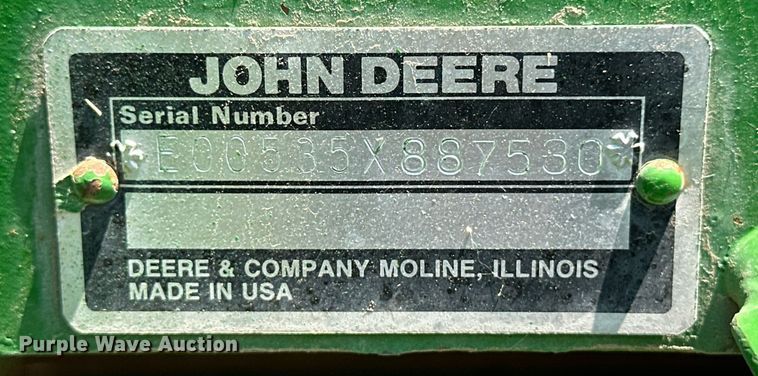 JOHN DEERE
Serial Number
E00535X887530
DEERE & COMPANY MOLINE, ILLINOIS
MADE IN USA
Purple Wave Auction